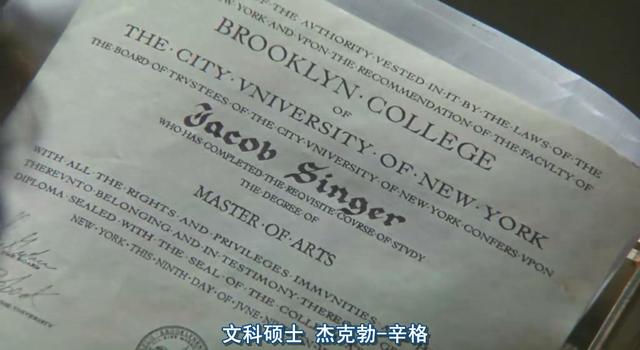 OF·THE·AVTHORITY·VESTED·IN·IT·BY·THE·LAWS·OF·THE
YORK·AND·VPON·THE·RECOMMENDATION·OF·THE·FACVLTY·OF
BROOKLYN·COLLEGE
OF
THE·CITY·VNIVERSITY·OF·NEW·YORK
THE·BOARD·OF·TRVSTEES·OF·THE·CITY·VNIVERSITY·OF·NEW·YORK·CONFERS·VPON
Jacob Singer
WHO·HAS·COMPLETED·THE·REQVISITE·COVRSE·OF·STVDY
THE·DEGREE·OF
MASTER·OF·ARTS
WITH·ALL·THE·RIGHTS·AND·PRIVILEGES·IMMVNITIES
THEREVNTO·BELONGING·AND·IN·TESTIMONY·THEREOF
DIPLOMA·SEALED·WITH·THE·SEAL·OF·THE
NEW·YORK·THIS·NINTH·DAY·OF·JVNE
文科硕士 杰克勃-辛格